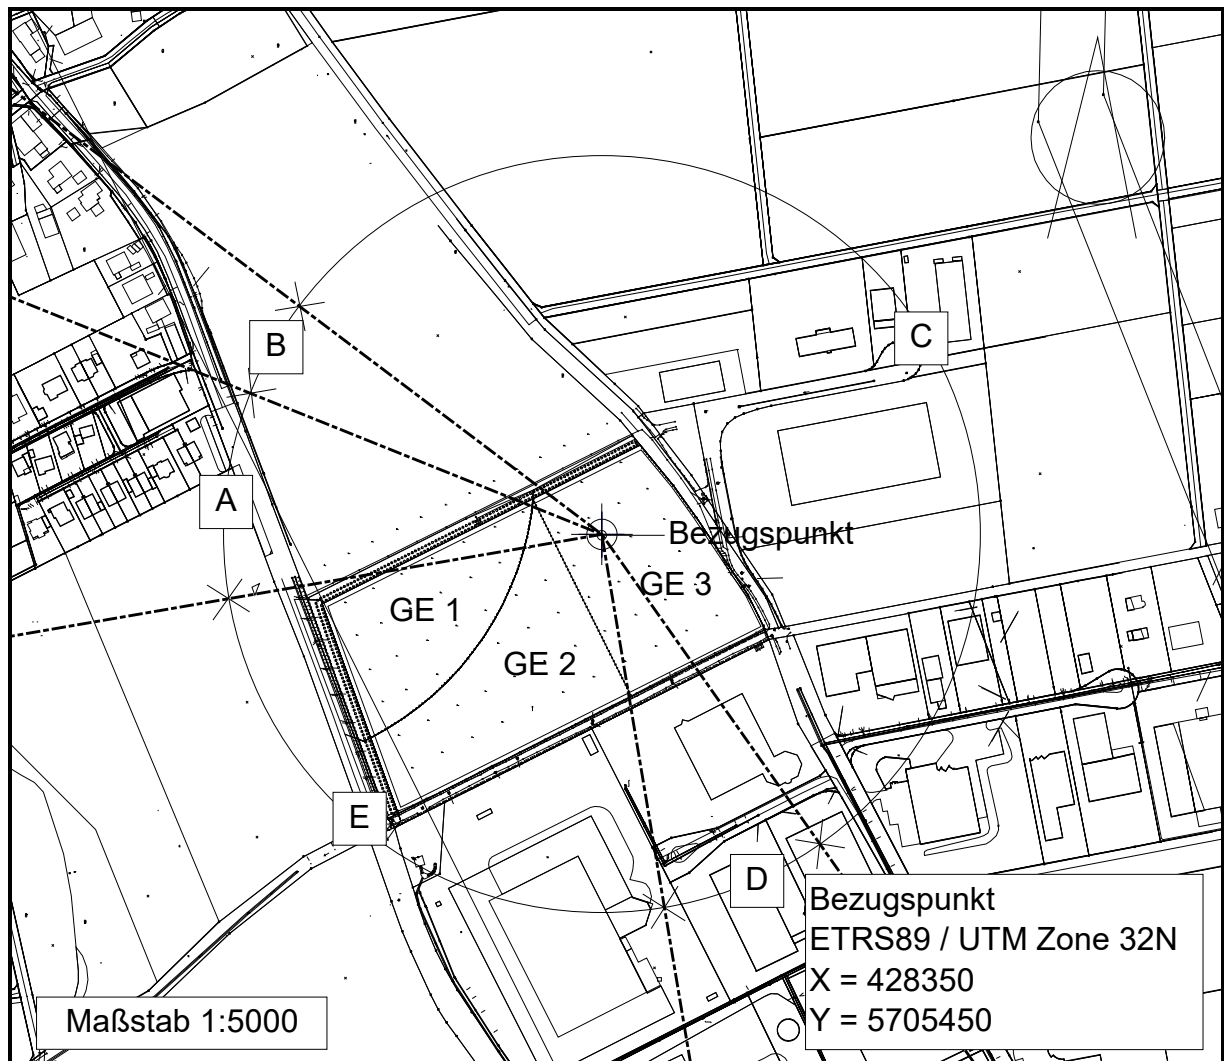 B
C
A
Bezugspunkt
GE 3
GE 1
GE 2
E
D
Bezugspunkt
ETRS89 / UTM Zone 32N
X = 428350
Y = 5705450
Maßstab 1:5000